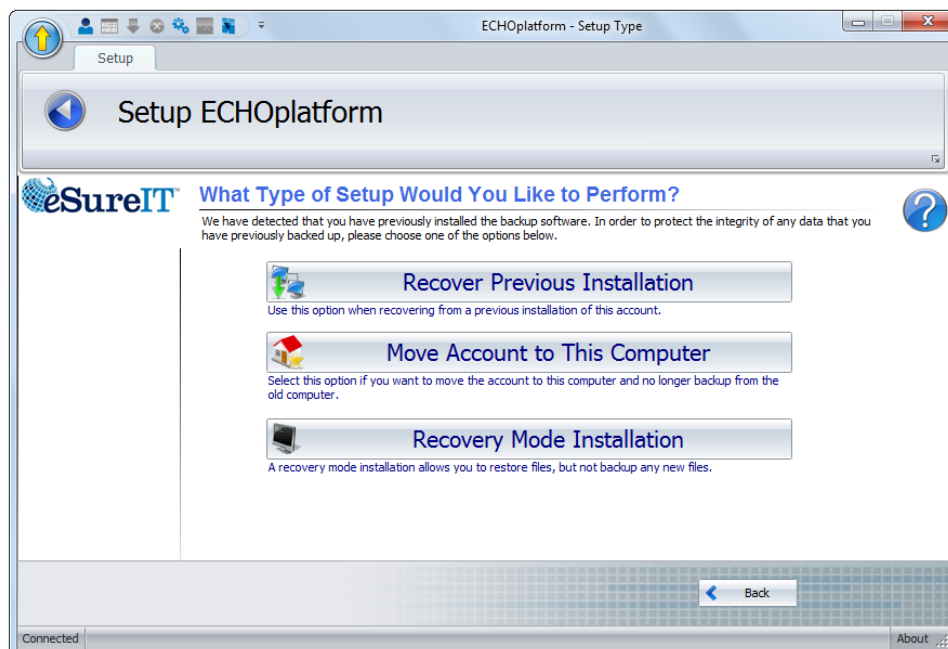 ECHOplatform - Setup Type
Setup
Setup ECHOplatform
eSureIT™
What Type of Setup Would You Like to Perform?
We have detected that you have previously installed the backup software. In order to protect the integrity of any data that you
have previously backed up, please choose one of the options below.
Recover Previous Installation
Use this option when recovering from a previous installation of this account.
Move Account to This Computer
Select this option if you want to move the account to this computer and no longer backup from the
old computer.
Recovery Mode Installation
A recovery mode installation allows you to restore files, but not backup any new files.
Back
Connected
About